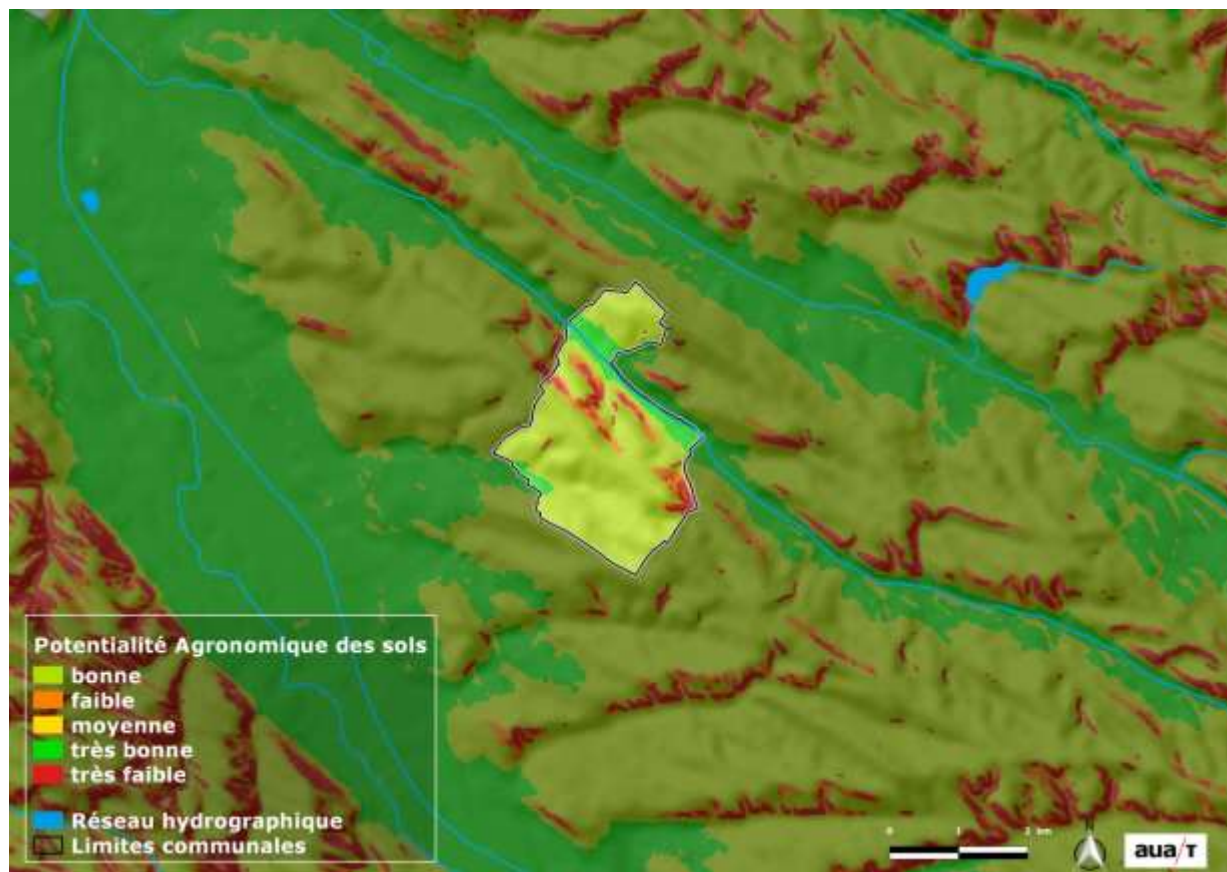 Potentialité Agronomique des sols
bonne
faible
moyenne
très bonne
très faible
Réseau hydrographique
Limites communales
0 1 2 km
N
aua/T